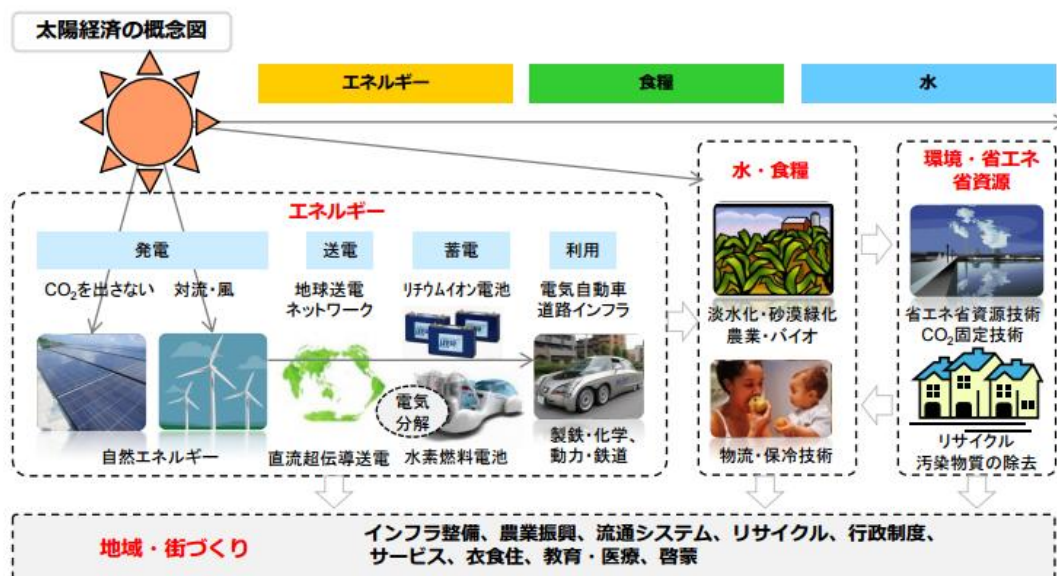 太陽経済の概念図
エネルギー
食糧
水
エネルギー
発電
送電
蓄電
利用
CO₂を出さない
対流・風
地球送電
ネットワーク
リチウムイオン電池
電気自動車
道路インフラ
電気
分解
自然エネルギー
直流超伝導送電
水素燃料電池
製鉄・化学、
動力・鉄道
水・食糧
淡水化・砂漠緑化
農業・バイオ
物流・保冷技術
環境・省エネ
省資源
省エネ省資源技術
CO₂固定技術
リサイクル
汚染物質の除去
地域・街づくり
インフラ整備、農業振興、流通システム、リサイクル、行政制度、
サービス、衣食住、教育・医療、啓蒙